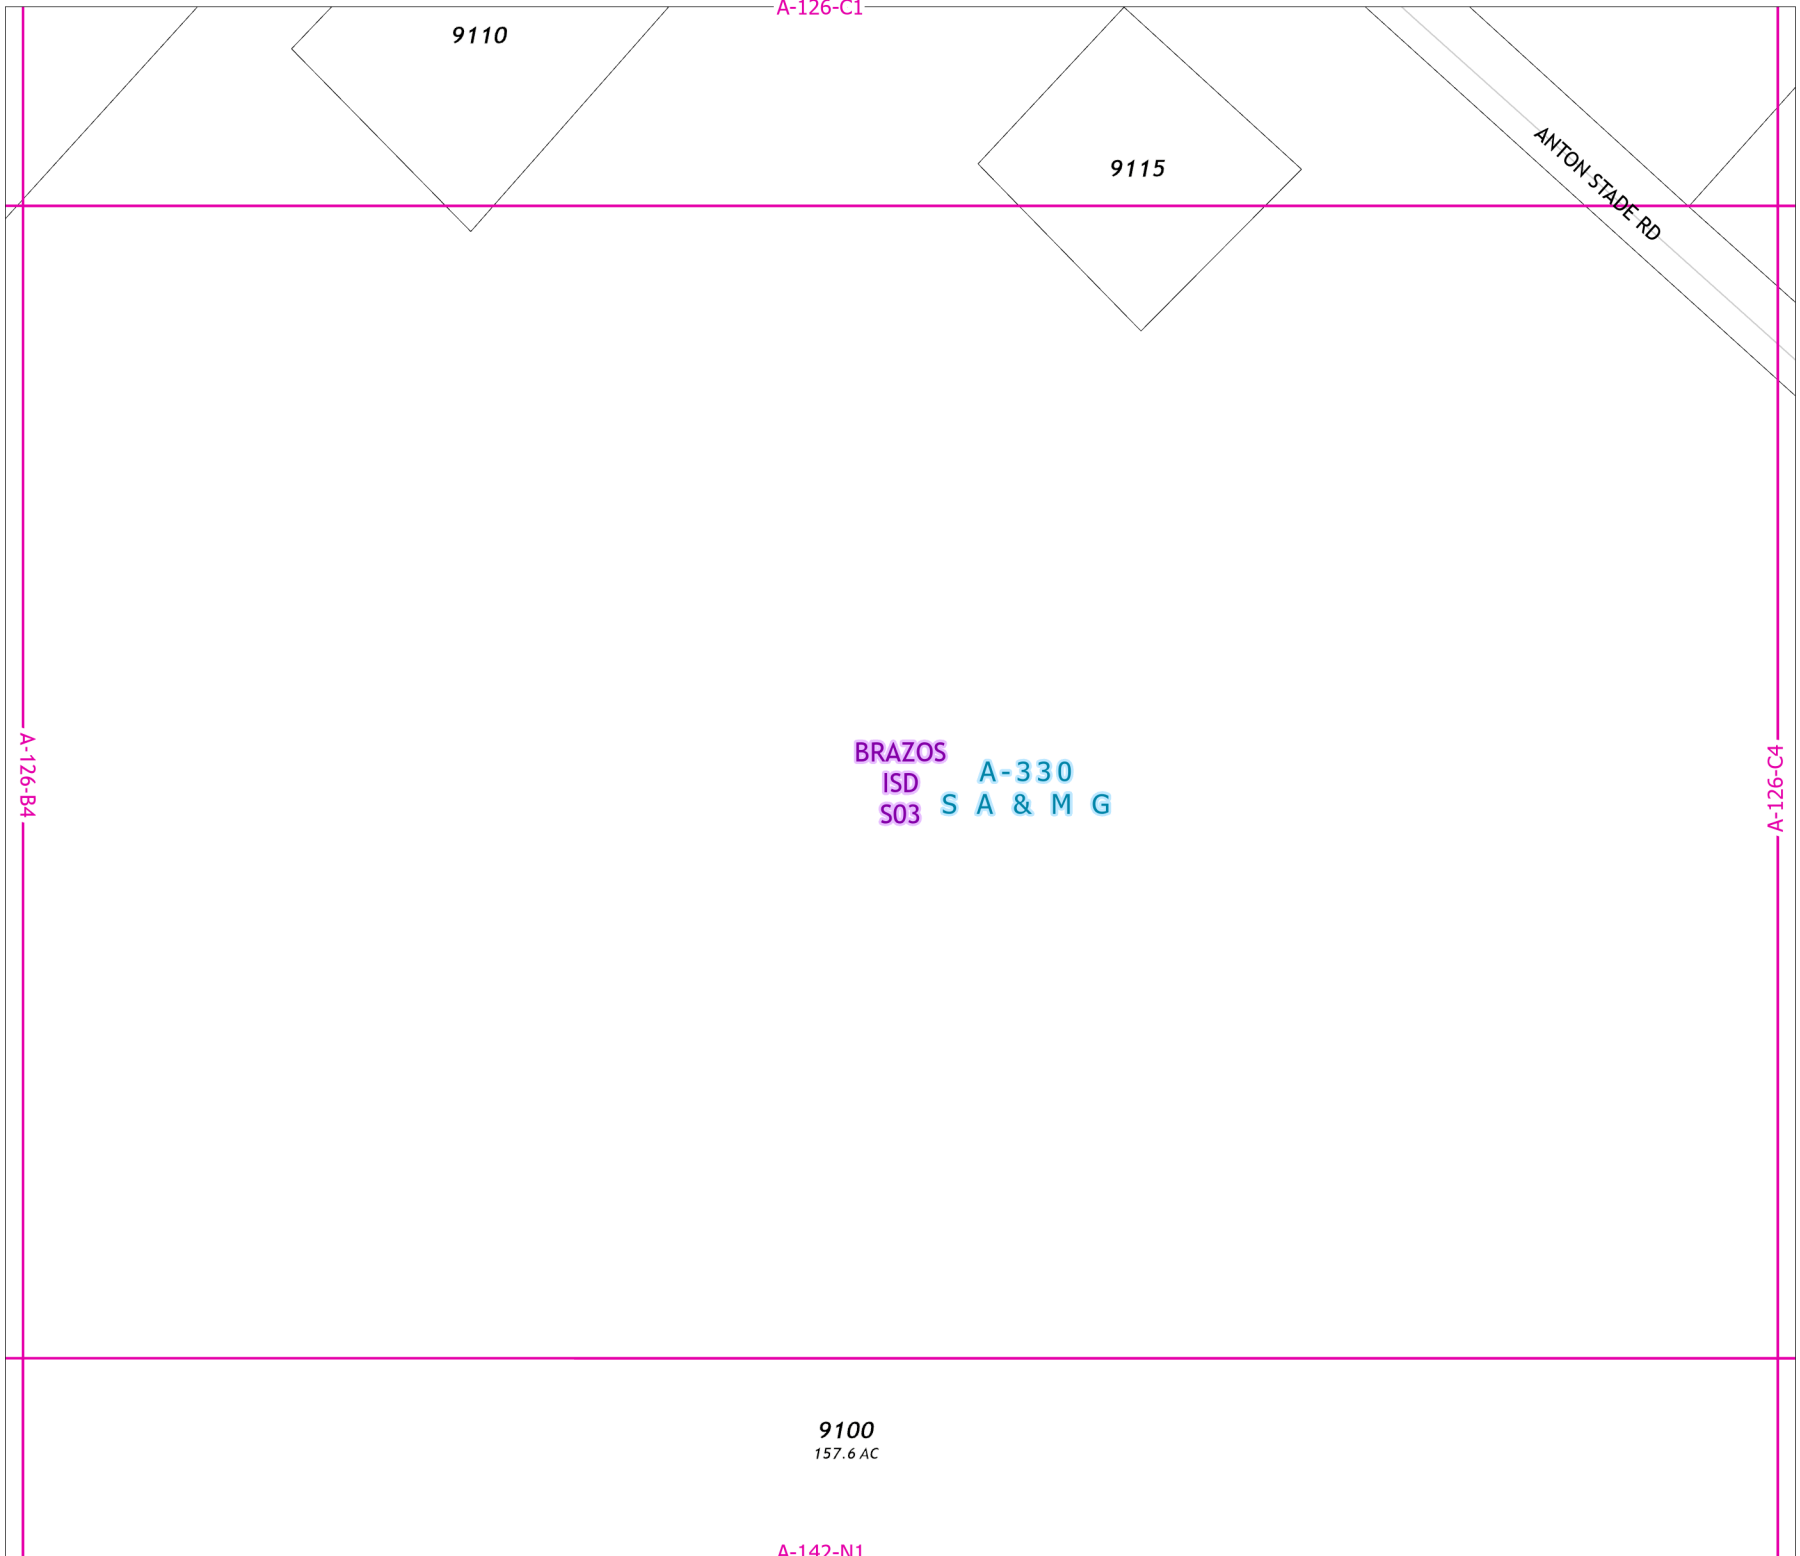 A-126-C1
9110
9115
ANTON STADE RD
A-126-B4
BRAZOS
ISD
S03
A-330
S A & M G
A-126-C4
9100
157.6 AC
A-142-N1